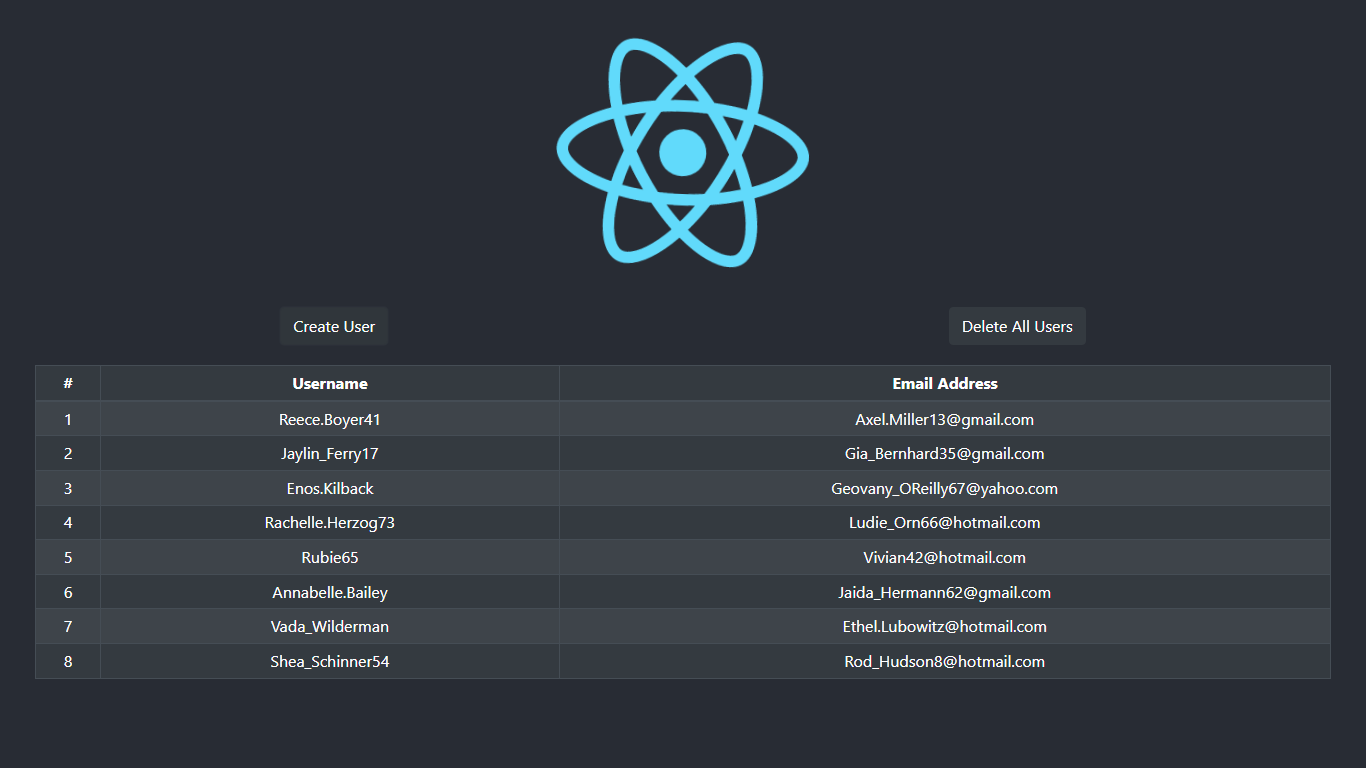 Create User Delete All Users
# Username Email Address
1 Reece.Boyer41 Axel.Miller13@gmail.com
2 Jaylin_Ferry17 Gia_Bernhard35@gmail.com
3 Enos.Kilback Geovany_OReilly67@yahoo.com
4 Rachelle.Herzog73 Ludie_Orn66@hotmail.com
5 Rubie65 Vivian42@hotmail.com
6 Annabelle.Bailey Jaida_Hermann62@gmail.com
7 Vada_Wilderman Ethel.Lubowitz@hotmail.com
8 Shea_Schinner54 Rod_Hudson8@hotmail.com